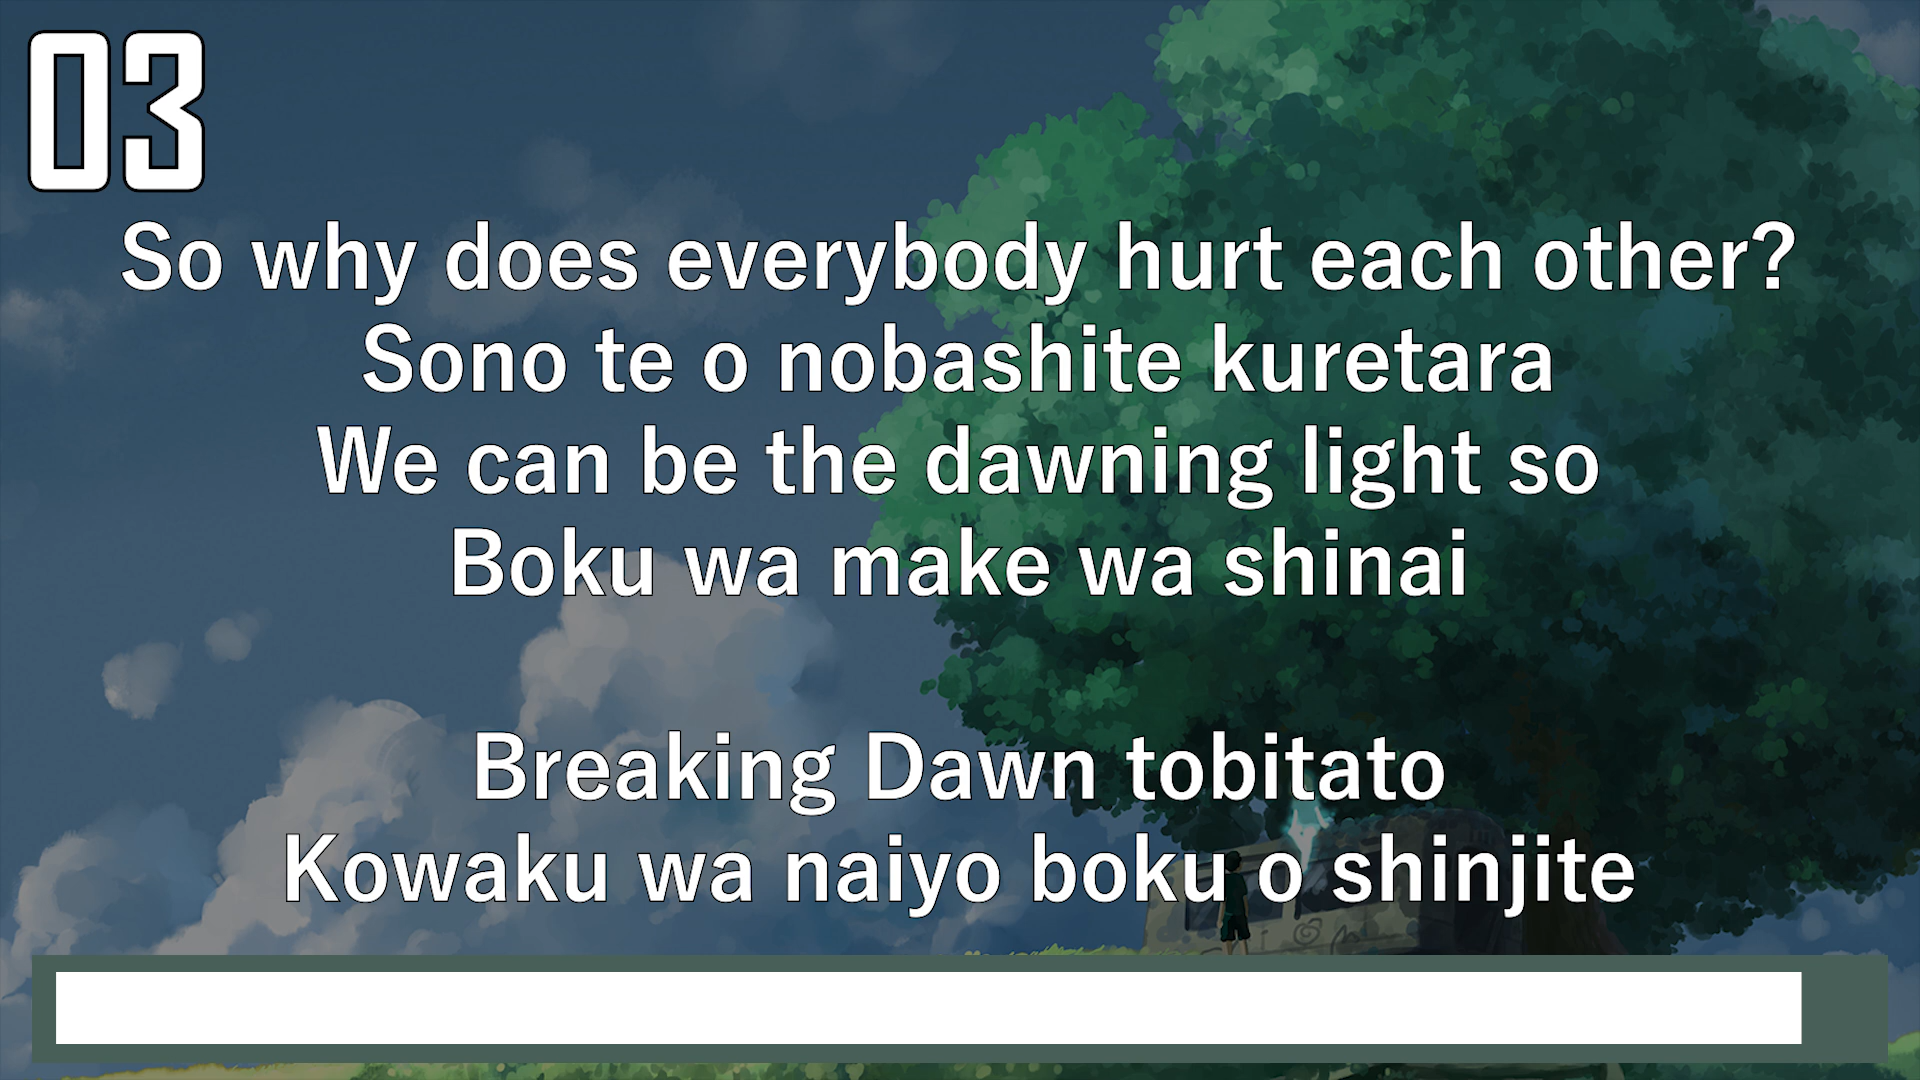 03
So why does everybody hurt each other?
Sono te o nobashite kuretara
We can be the dawning light so
Boku wa make wa shinai
Breaking Dawn tobitato
Kowaku wa naiyo boku o shinjite